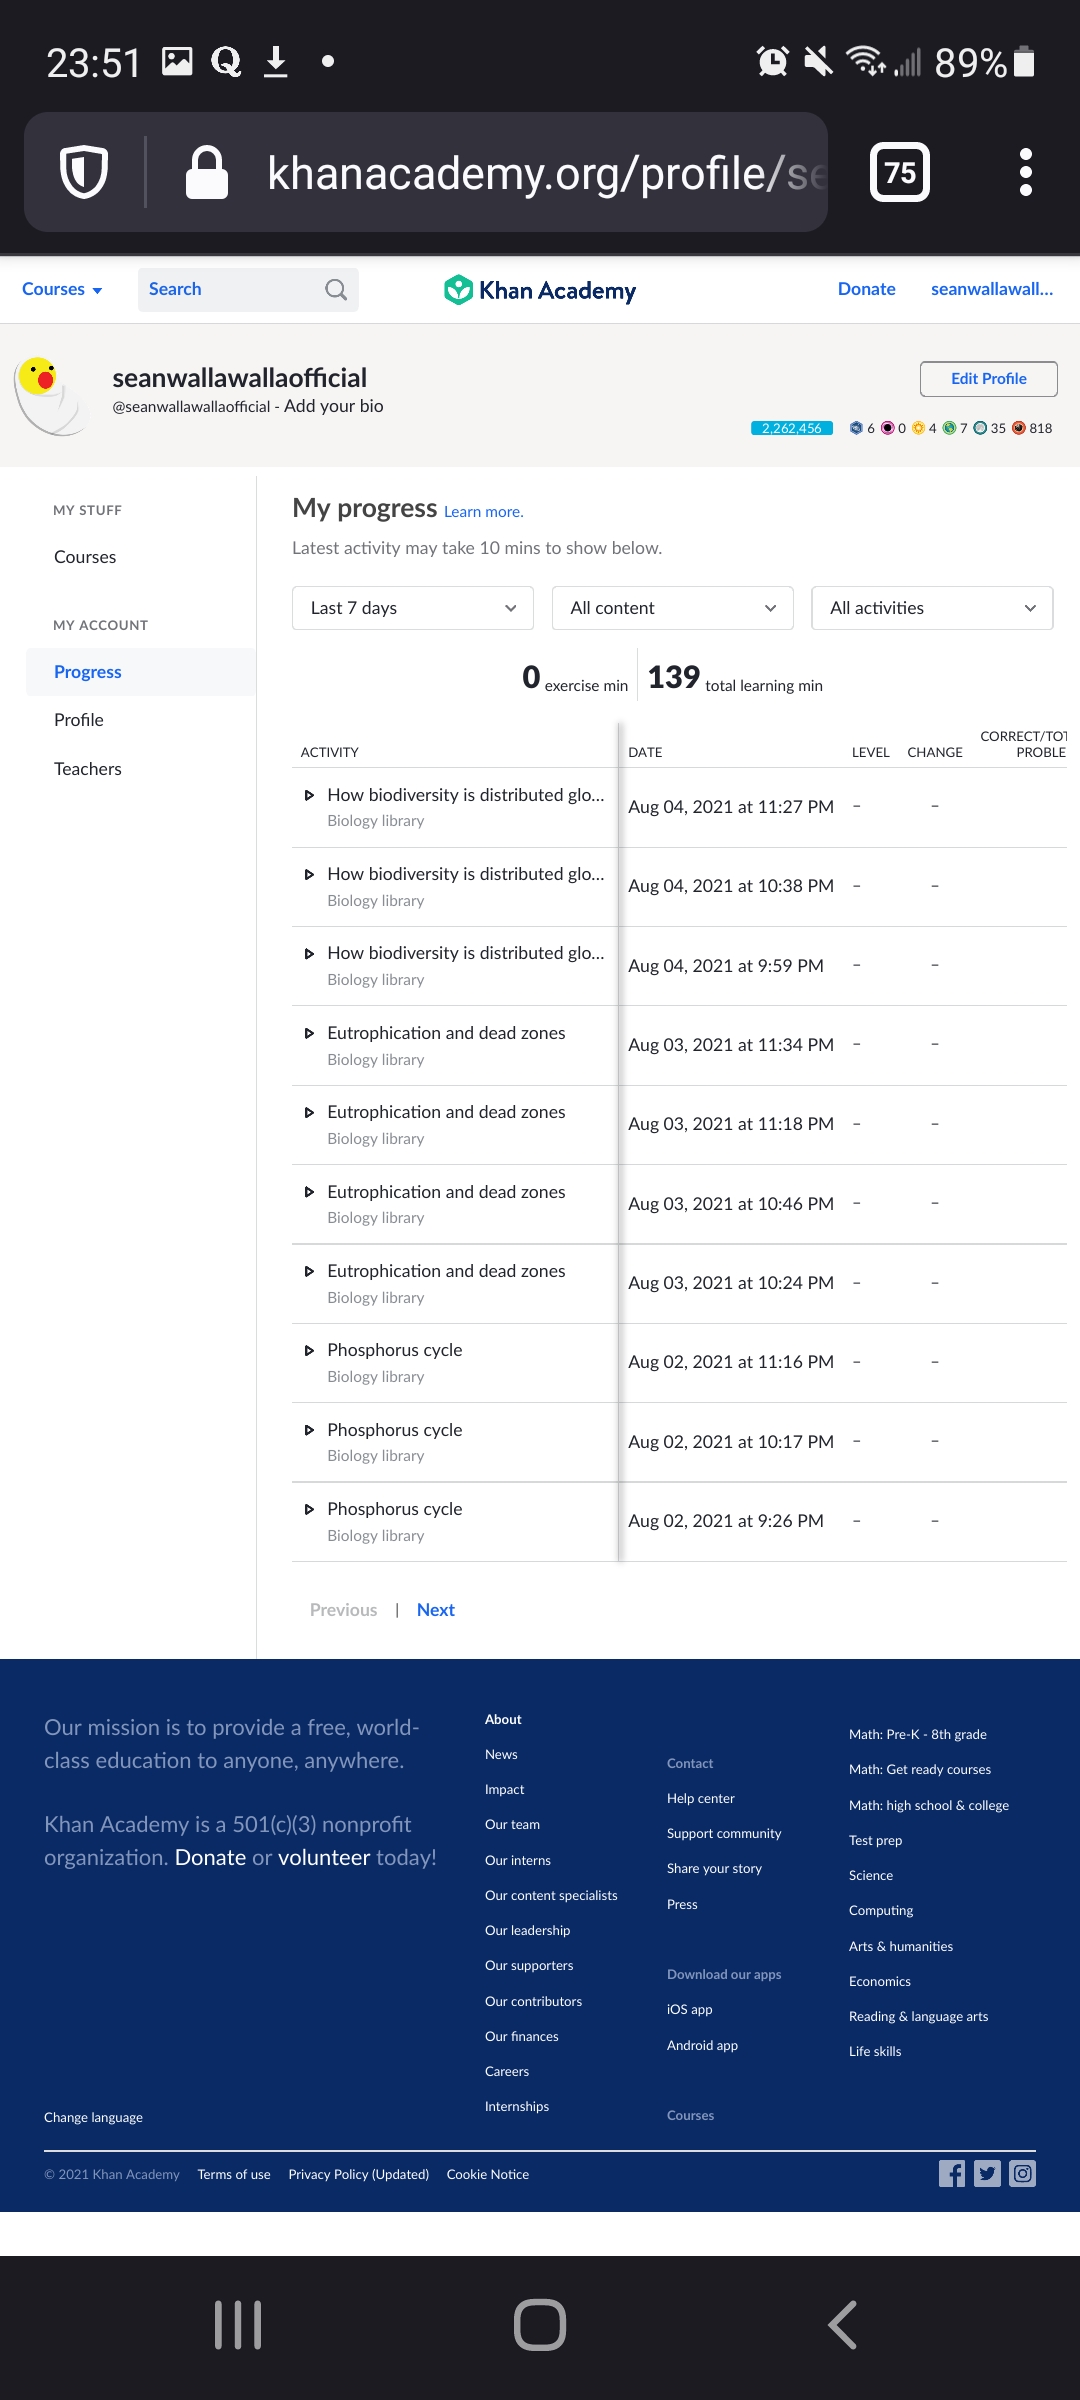 23:51
89%
khanacademy.org/profile/se
75
Courses
Search
Khan Academy
Donate
seanwallawall...
seanwallawallaofficial
@seanwallawallaofficial - Add your bio
Edit Profile
2,262,456
6 0 4 7 35 818
MY STUFF
Courses
MY ACCOUNT
Progress
Profile
Teachers
My progress Learn more.
Latest activity may take 10 mins to show below.
Last 7 days
All content
All activities
0 exercise min
139 total learning min
ACTIVITY DATE LEVEL CHANGE CORRECT/TOT
PROBLE
How biodiversity is distributed glo...
Biology library
Aug 04, 2021 at 11:27 PM – –
How biodiversity is distributed glo...
Biology library
Aug 04, 2021 at 10:38 PM – –
How biodiversity is distributed glo...
Biology library
Aug 04, 2021 at 9:59 PM – –
Eutrophication and dead zones
Biology library
Aug 03, 2021 at 11:34 PM – –
Eutrophication and dead zones
Biology library
Aug 03, 2021 at 11:18 PM – –
Eutrophication and dead zones
Biology library
Aug 03, 2021 at 10:46 PM – –
Eutrophication and dead zones
Biology library
Aug 03, 2021 at 10:24 PM – –
Phosphorus cycle
Biology library
Aug 02, 2021 at 11:16 PM – –
Phosphorus cycle
Biology library
Aug 02, 2021 at 10:17 PM – –
Phosphorus cycle
Biology library
Aug 02, 2021 at 9:26 PM – –
Previous | Next
Our mission is to provide a free, world-
class education to anyone, anywhere.
Khan Academy is a 501(c)(3) nonprofit
organization. Donate or volunteer today!
About
News
Impact
Our team
Our interns
Our content specialists
Our leadership
Our supporters
Our contributors
Our finances
Careers
Internships
Contact
Help center
Support community
Share your story
Press
Download our apps
iOS app
Android app
Courses
Math: Pre-K - 8th grade
Math: Get ready courses
Math: high school & college
Test prep
Science
Computing
Arts & humanities
Economics
Reading & language arts
Life skills
Change language
© 2021 Khan Academy Terms of use Privacy Policy (Updated) Cookie Notice